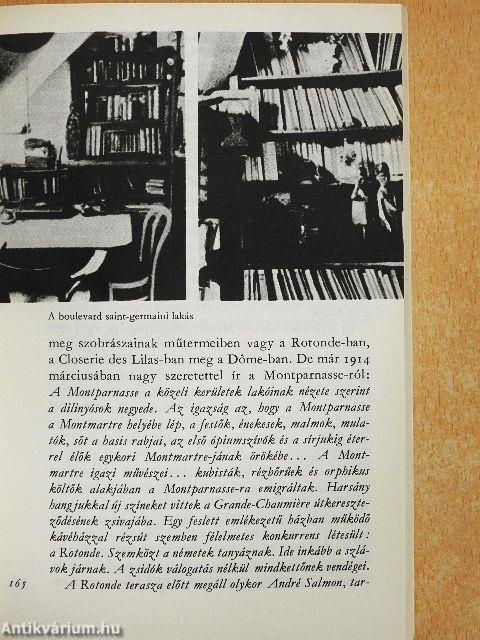 A boulevard saint-germaini lakás
meg szobrászainak műtermeiben vagy a Rotonde-ban,
a Closerie des Lilas-ban meg a Dôme-ban. De már 1914
márciusában nagy szeretettel ír a Montparnasse-ról:
A Montparnasse a közeli kerületek lakóinak nézete szerint
a dilinyósok negyede. Az igazság az, hogy a Montparnasse
a Montmartre helyébe lép, a festők, énekesek, malmok, mula-
tók, sőt a hasis rabjai, az első ópiumszívók és a sírjukig éter-
rel élők egykori Montmartre-jának örökébe... A Mont-
martre igazi művészei... kubisták, rézbőrűek és orphikus
költők alakjában a Montparnasse-ra emigráltak. Harsány
hangjukkal új színeket vittek a Grande-Chaumière útkereszte-
ződésének zsivajába. Egy feslett emlékezetű házban működő
kávéházzal rézsút szemben félelmetes konkurrens létesült:
a Rotonde. Szemközt a németek tanyáznak. Ide inkább a szlá-
vok járnak. A zsidók válogatás nélkül mindkettőnek vendégei.
165 A Rotonde terasza előtt megáll olykor André Salmon, tar-
Antikvárium.hu